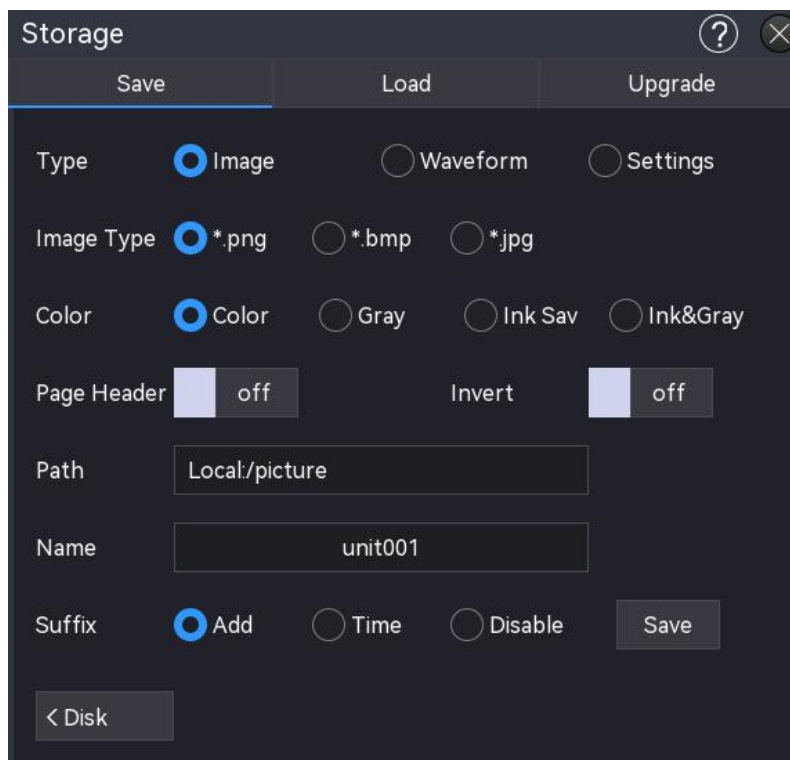 Storage ?
Save Load Upgrade
Type Image Waveform Settings
Image Type *.png *.bmp *.jpg
Color Color Gray Ink Sav Ink&Gray
Page Header off Invert off
Path Local:/picture
Name unit001
Suffix Add Time Disable Save
< Disk